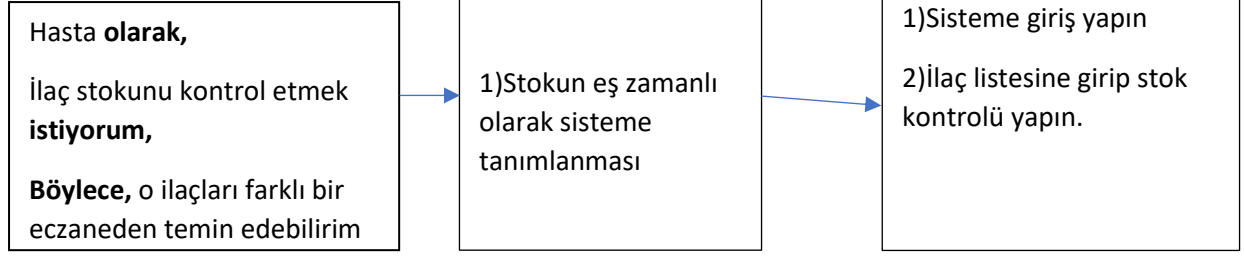 Hasta olarak,
İlaç stokunu kontrol etmek
istiyorum,
Böylece, o ilaçları farklı bir
eczaneden temin edebilirim
1)Stokun eş zamanlı
olarak sisteme
tanımlanması
1)Sisteme giriş yapın
2)İlaç listesine girip stok
kontrolü yapın.